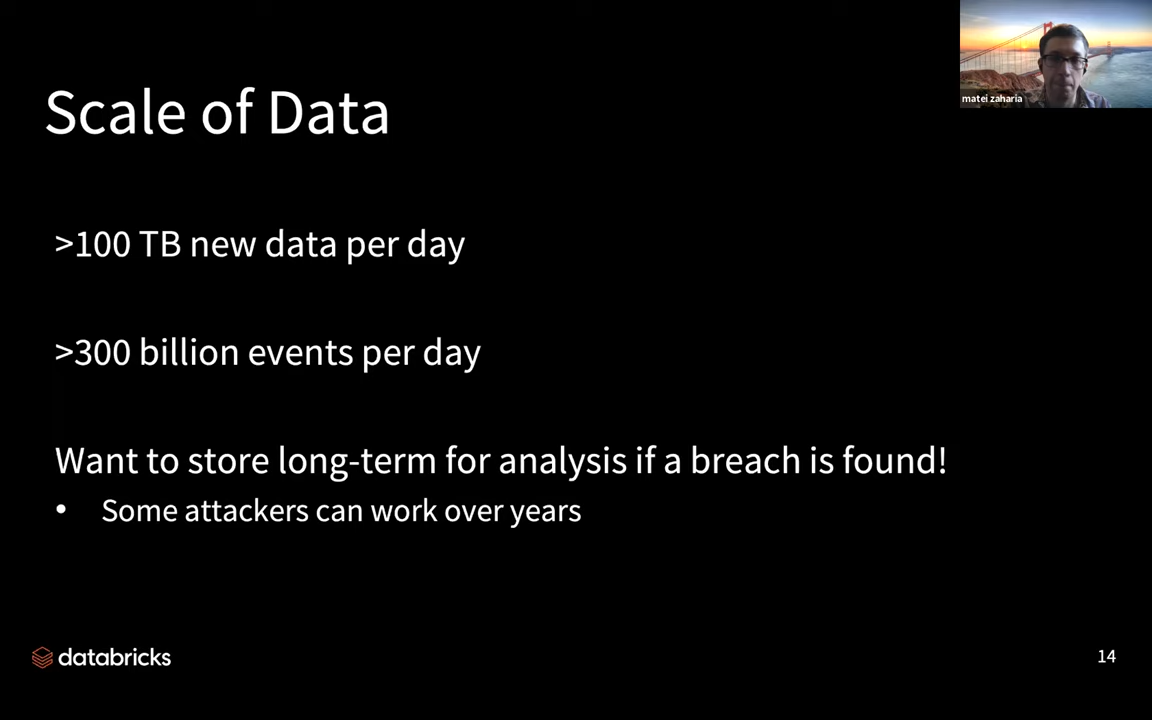 matei zaharia
Scale of Data
>100 TB new data per day
>300 billion events per day
Want to store long-term for analysis if a breach is found!
• Some attackers can work over years
databricks
14